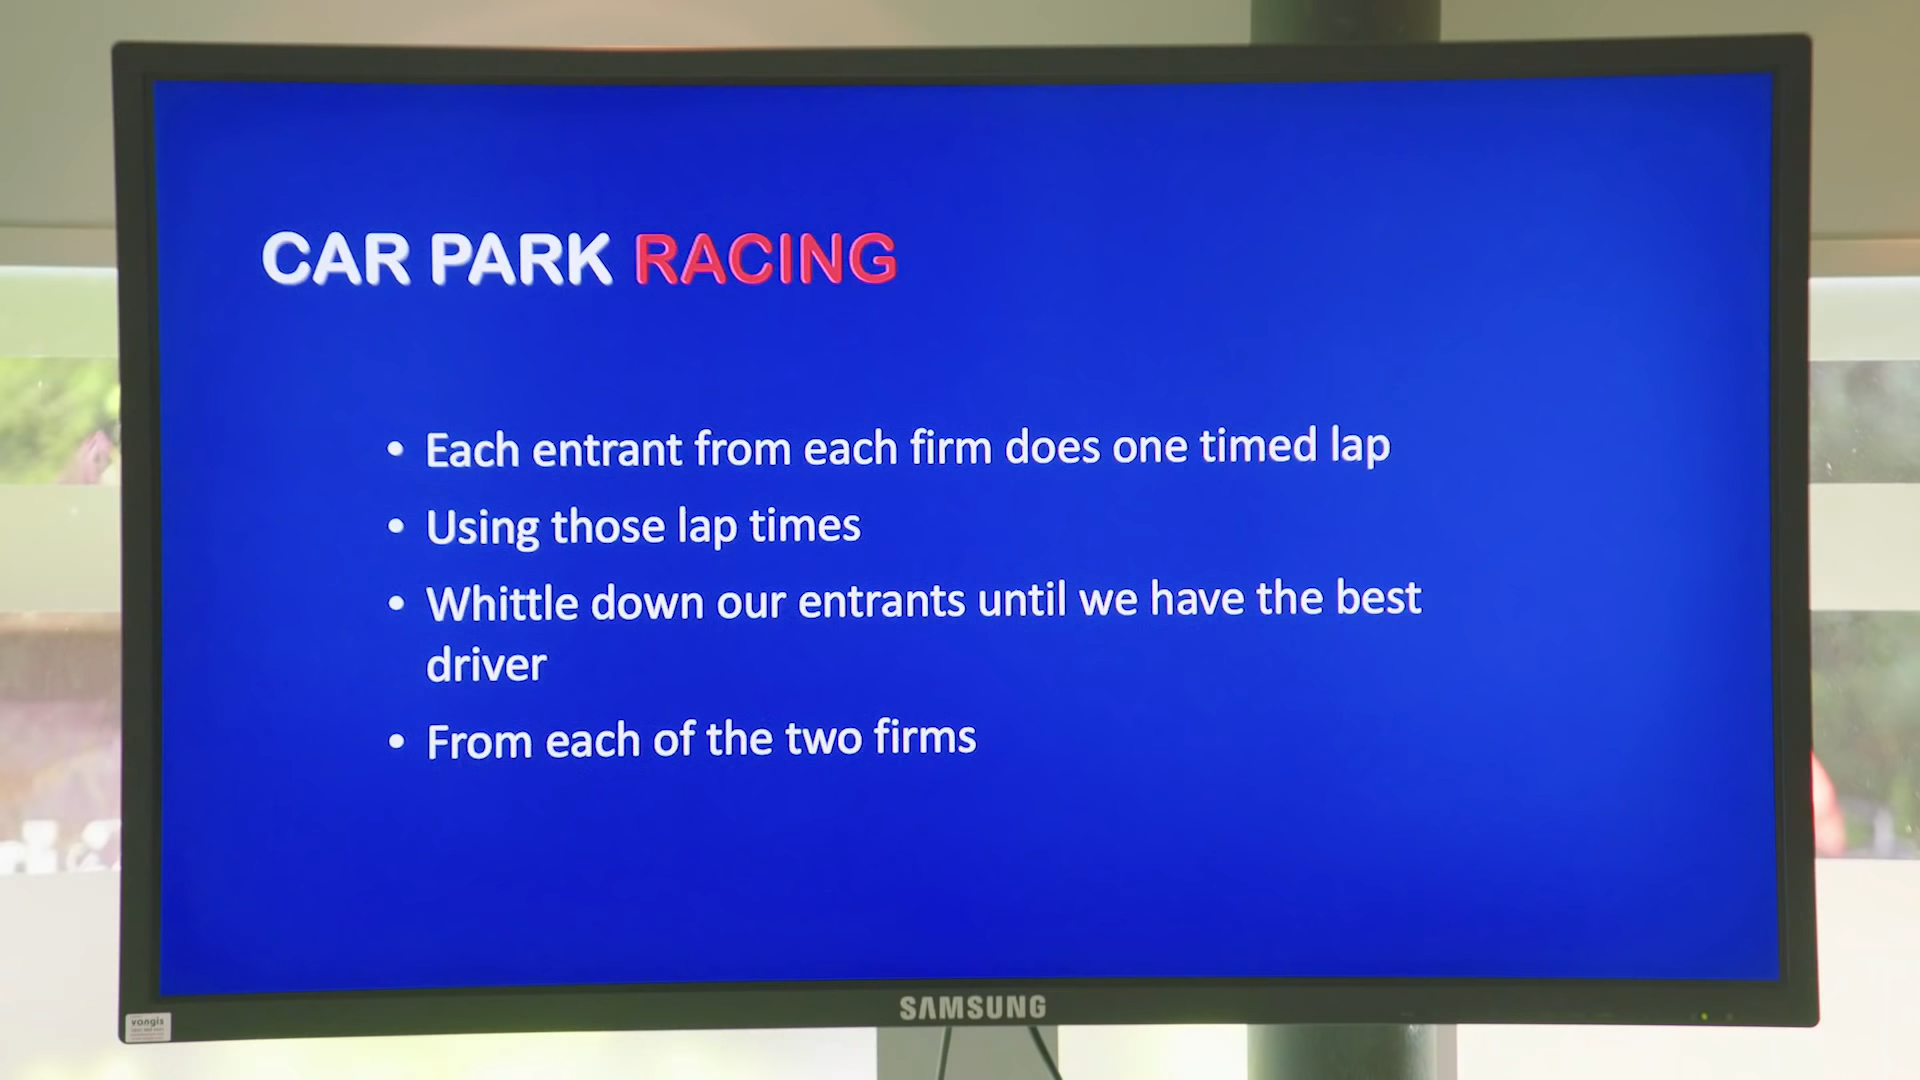 CAR PARK RACING
• Each entrant from each firm does one timed lap
• Using those lap times
• Whittle down our entrants until we have the best
driver
• From each of the two firms
SAMSUNG
vangis